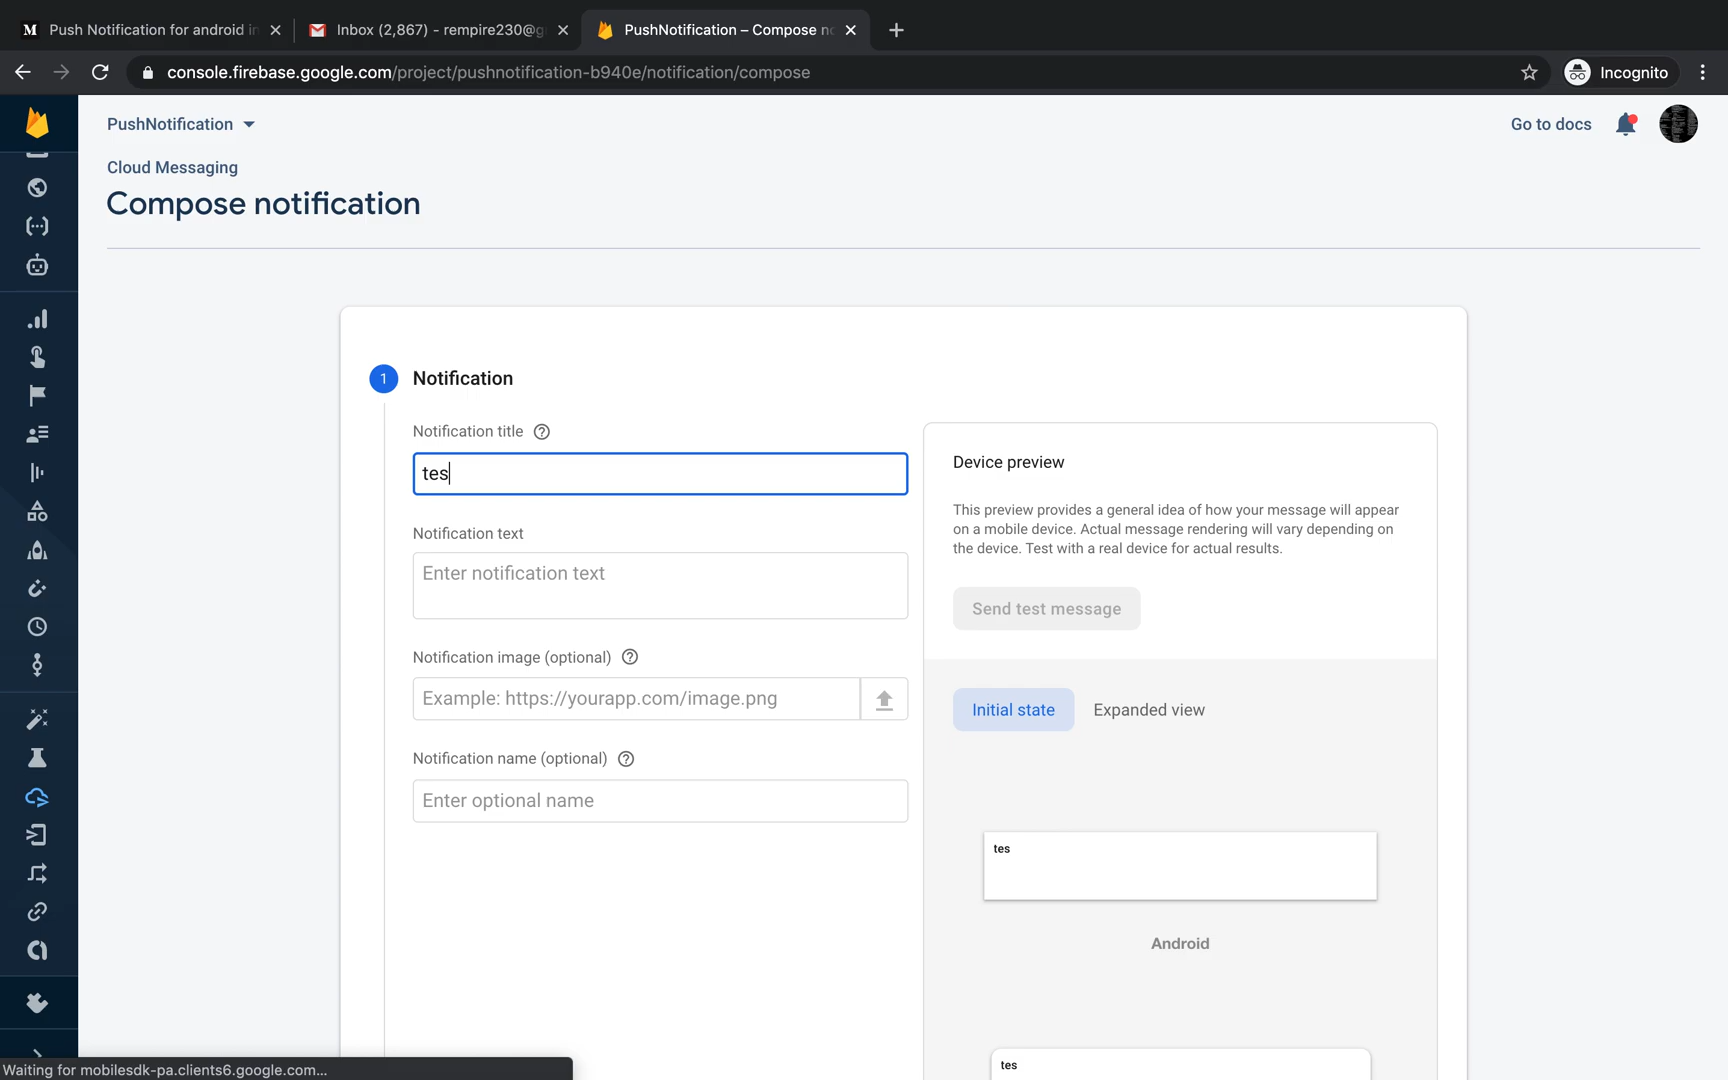 M Push Notification for android in
Inbox (2,867) - rempire230@g
PushNotification – Compose no
console.firebase.google.com/project/pushnotification-b940e/notification/compose
Incognito
PushNotification
Go to docs
Cloud Messaging
Compose notification
1 Notification
Notification title
tes
Notification text
Enter notification text
Notification image (optional)
Example: https://yourapp.com/image.png
Notification name (optional)
Enter optional name
Device preview
This preview provides a general idea of how your message will appear
on a mobile device. Actual message rendering will vary depending on
the device. Test with a real device for actual results.
Send test message
Initial state
Expanded view
tes
Android
tes
Waiting for mobilesdk-pa.clients6.google.com...